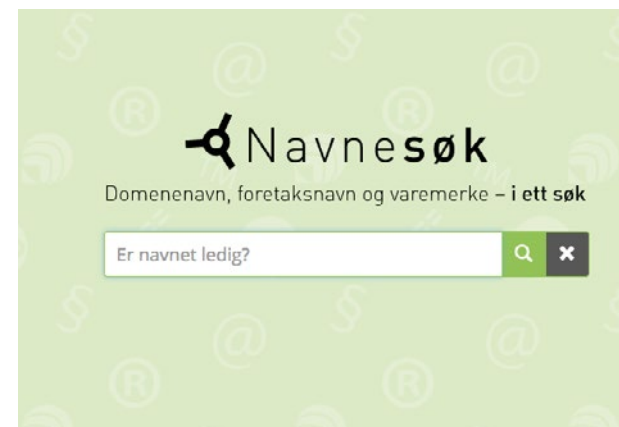 Navnesøk
Domenenavn, foretaksnavn og varemerke – i ett søk
Er navnet ledig?